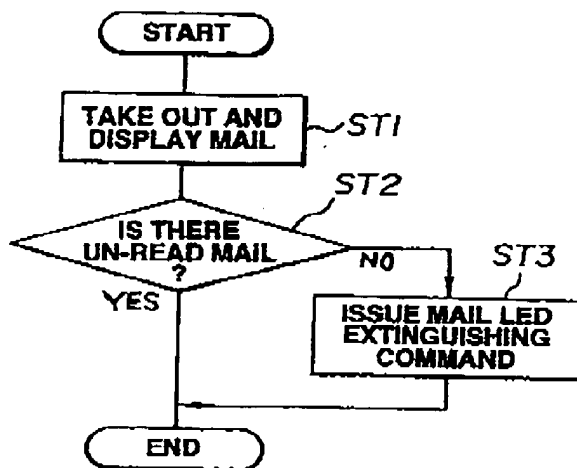 START
TAKE OUT AND
DISPLAY MAIL
ST1
ST2
IS THERE
UN-READ MAIL
?
NO
YES
ST3
ISSUE MAIL LED
EXTINGUISHING
COMMAND
END